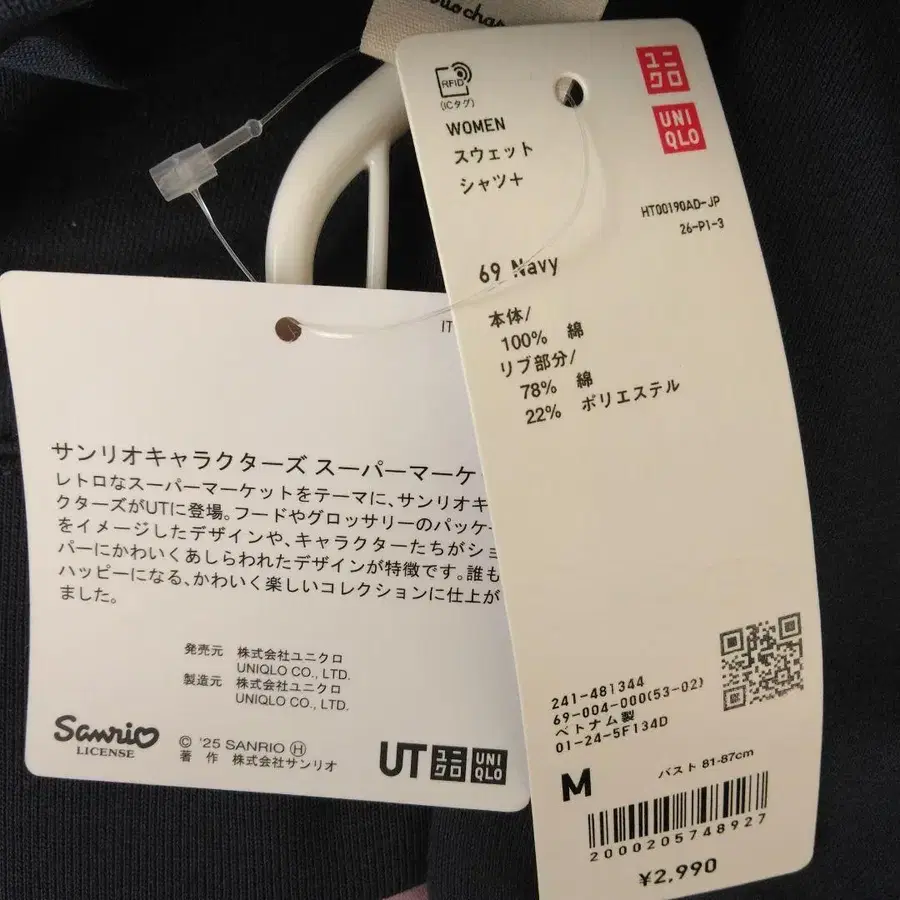 RFID
(ICタグ)
WOMEN
スウェット
シャツ+
ユニ
クロ
UNI
QLO
HT00190AD-JP
26-P1-3
69 Navy
本体/
100% 綿
リブ部分/
78% 綿
22% ポリエステル
241-481344
69-004-000(53-02)
ベトナム製
01-24-5F134D
M バスト 81-87cm
2000205748927
¥2,990
IT
サンリオキャラクターズ スーパーマーケ
レトロなスーパーマーケットをテーマに、サンリオキ
クターズがUTに登場。フードやグロッサリーのパッケー
をイメージしたデザインや、キャラクターたちがショ
パーにかわいくあしらわれたデザインが特徴です。誰も
ハッピーになる、かわいく楽しいコレクションに仕上が
ました。
発売元 株式会社ユニクロ
UNIQLO CO., LTD.
製造元 株式会社ユニクロ
UNIQLO CO., LTD.
Sanrio
LICENSE
© '25 SANRIO Ⓗ
著作 株式会社サンリオ
UT ユニクロ UNIQLO